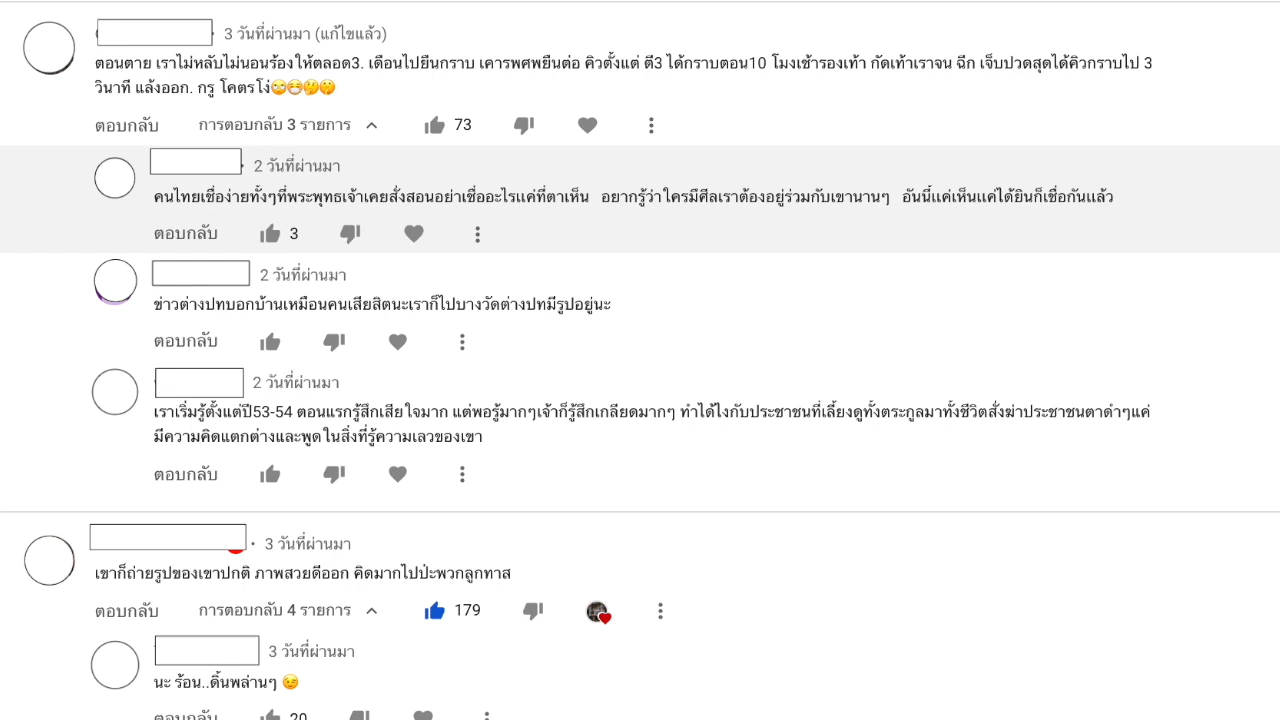 3 วันที่ผ่านมา (แก้ไขแล้ว)
ตอนตาย เราไม่หลับไม่นอนร้องให้ตลอด3. เดือนไปยืนกราบ เคารพศพยืนต่อ คิวตั้งแต่ ตี3 ได้กราบตอน10 โมงเช้ารองเท้า กัดเท้าเราจน ฉีก เจ็บปวดสุดได้คิวกราบไป 3
วินาที แล้งออก. กรู โคตรโง่🙄😷🤔🤫
ตอบกลับ การตอบกลับ 3 รายการ 73
2 วันที่ผ่านมา
คนไทยเชื่อง่ายทั้งๆที่พระพุทธเจ้าเคยสั่งสอนอย่าเชื่ออะไรแค่ที่ตาเห็น อยากรู้ว่าใครมีศีลเราต้องอยู่ร่วมกับเขานานๆ อันนี้แค่เห็นแค่ได้ยินก็เชื่อกันแล้ว
ตอบกลับ 3
2 วันที่ผ่านมา
ข่าวต่างปทบอกบ้านเหมือนคนเสียสิตนะเราก็ไปบางวัดต่างปทมีรูปอยู่นะ
ตอบกลับ
2 วันที่ผ่านมา
เราเริ่มรู้ตั้งแต่ปี53-54 ตอนแรกรู้สึกเสียใจมาก แต่พอรู้มากๆเจ้าก็รู้สึกเกลียดมากๆ ทำได้ไงกับประชาชนที่เลี้ยงดูทั้งตระกูลมาทั้งชีวิตสั่งฆ่าประชาชนตาดำๆแค่
มีความคิดแตกต่างและพูดในสิ่งที่รู้ความเลวของเขา
ตอบกลับ
3 วันที่ผ่านมา
เขาก็ถ่ายรูปของเขาปกติ ภาพสวยดีออก คิดมากไปป่ะพวกลูกทาส
ตอบกลับ การตอบกลับ 4 รายการ 179
3 วันที่ผ่านมา
นะ ร้อน..ดิ้นพล่านๆ 😉
ตอบกลับ 20